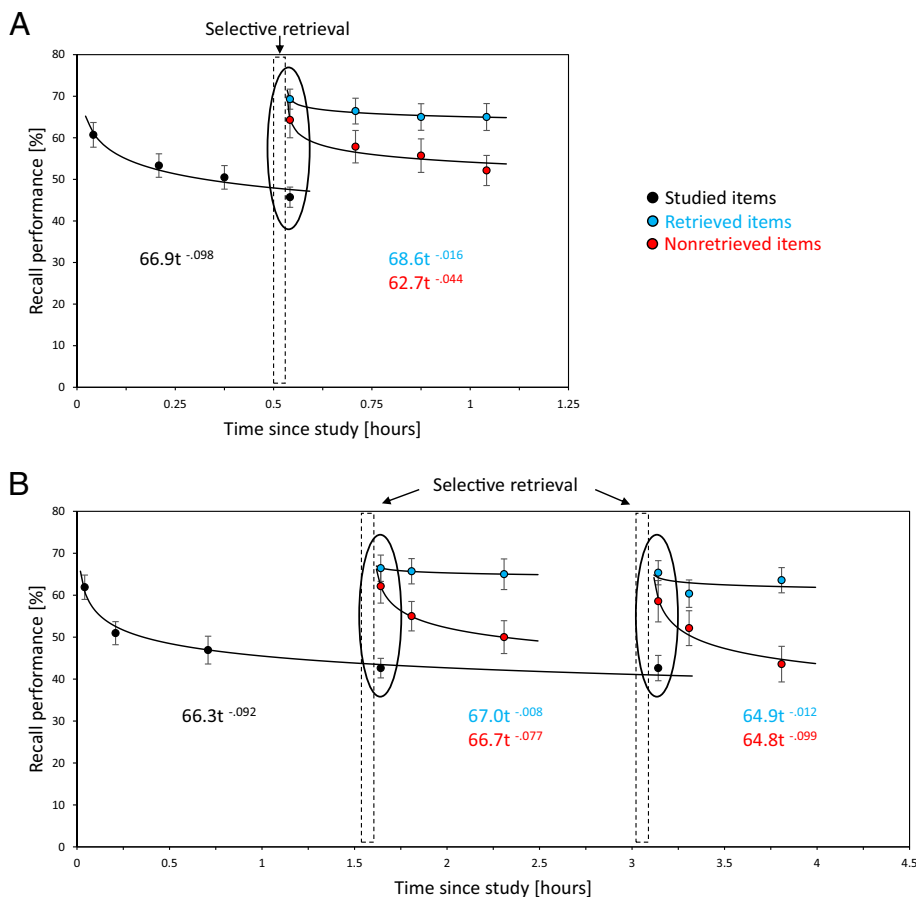 A
Selective retrieval
80
70
60
50
40
30
20
10
0
Recall performance [%]
66.9t -.098
68.6t -.016
62.7t -.044
0 0.25 0.5 0.75 1 1.25
Time since study [hours]
Studied items
Retrieved items
Nonretrieved items
B
Selective retrieval
80
70
60
50
40
30
20
10
0
Recall performance [%]
66.3t -.092
67.0t -.008
66.7t -.077
64.9t -.012
64.8t -.099
0 0.5 1 1.5 2 2.5 3 3.5 4 4.5
Time since study [hours]